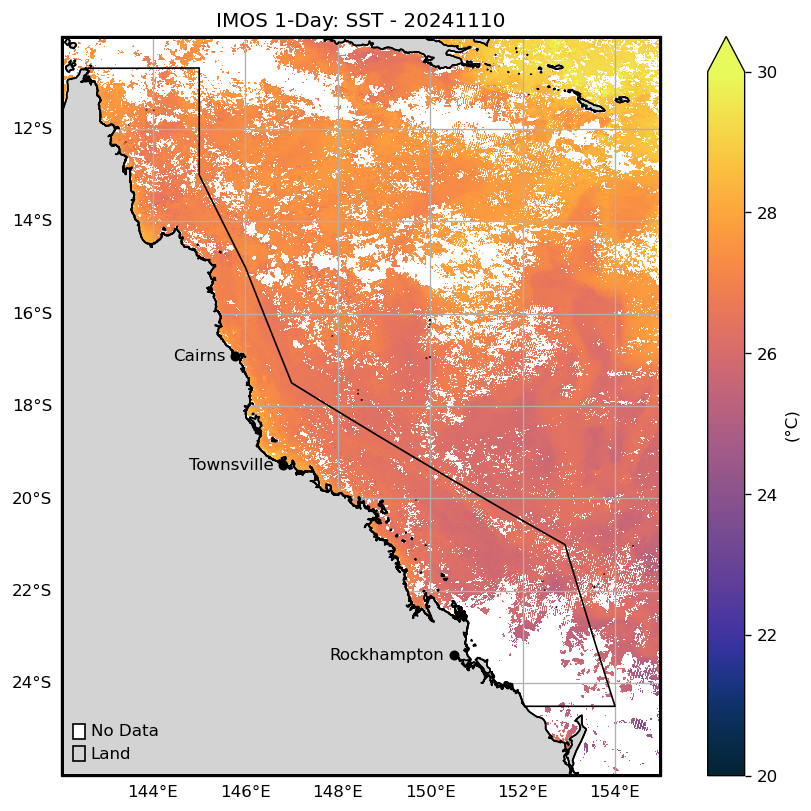 IMOS 1-Day: SST - 20241110
12°S
14°S
16°S
Cairns
18°S
Townsville
20°S
22°S
Rockhampton
24°S
No Data
Land
144°E
146°E
148°E
150°E
152°E
154°E
30
28
26
(°C)
24
22
20